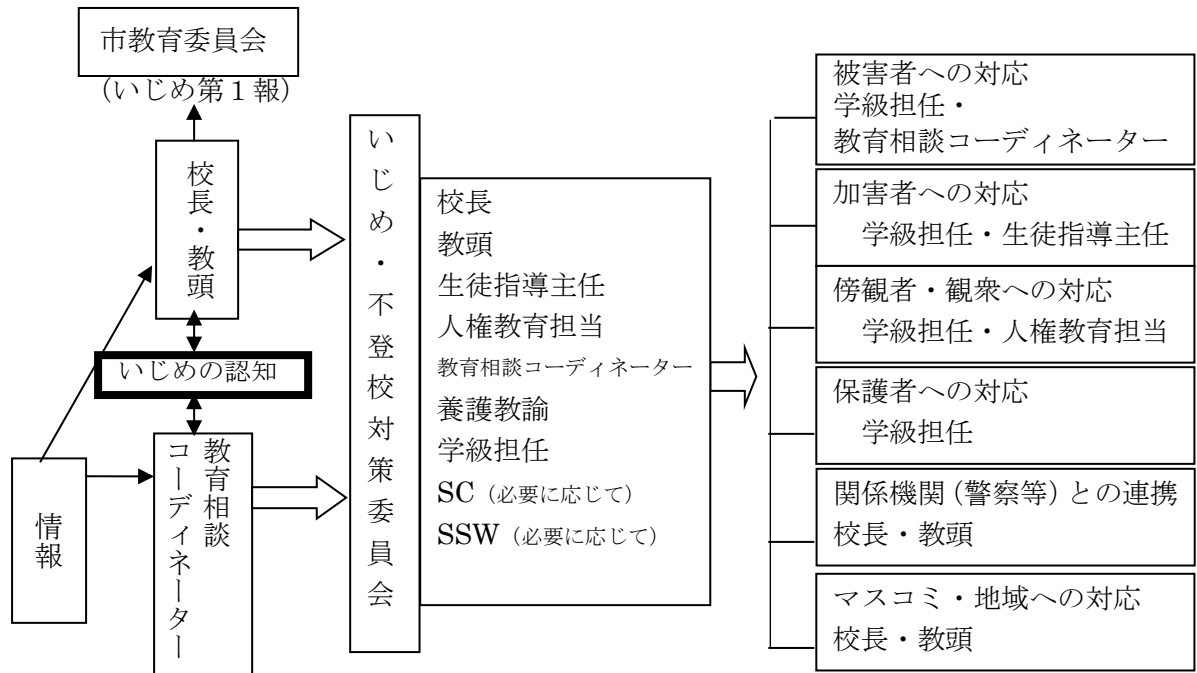 市教育委員会
(いじめ第1報)
校長・教頭
いじめの認知
情報
教育相談
コーディネーター
いじめ・不登校対策委員会
校長
教頭
生徒指導主任
人権教育担当
教育相談コーディネーター
養護教諭
学級担任
SC(必要に応じて)
SSW(必要に応じて)
被害者への対応
学級担任・
教育相談コーディネーター
加害者への対応
学級担任・生徒指導主任
傍観者・観衆への対応
学級担任・人権教育担当
保護者への対応
学級担任
関係機関(警察等)との連携
校長・教頭
マスコミ・地域への対応
校長・教頭